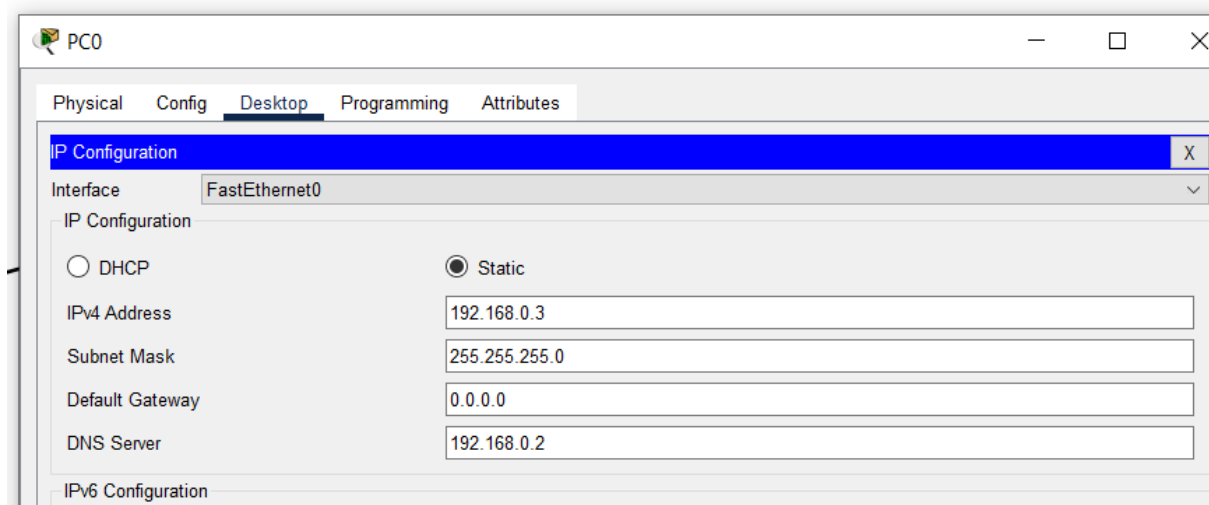 PC0
Physical Config Desktop Programming Attributes
IP Configuration X
Interface FastEthernet0
IP Configuration
DHCP Static
IPv4 Address 192.168.0.3
Subnet Mask 255.255.255.0
Default Gateway 0.0.0.0
DNS Server 192.168.0.2
IPv6 Configuration